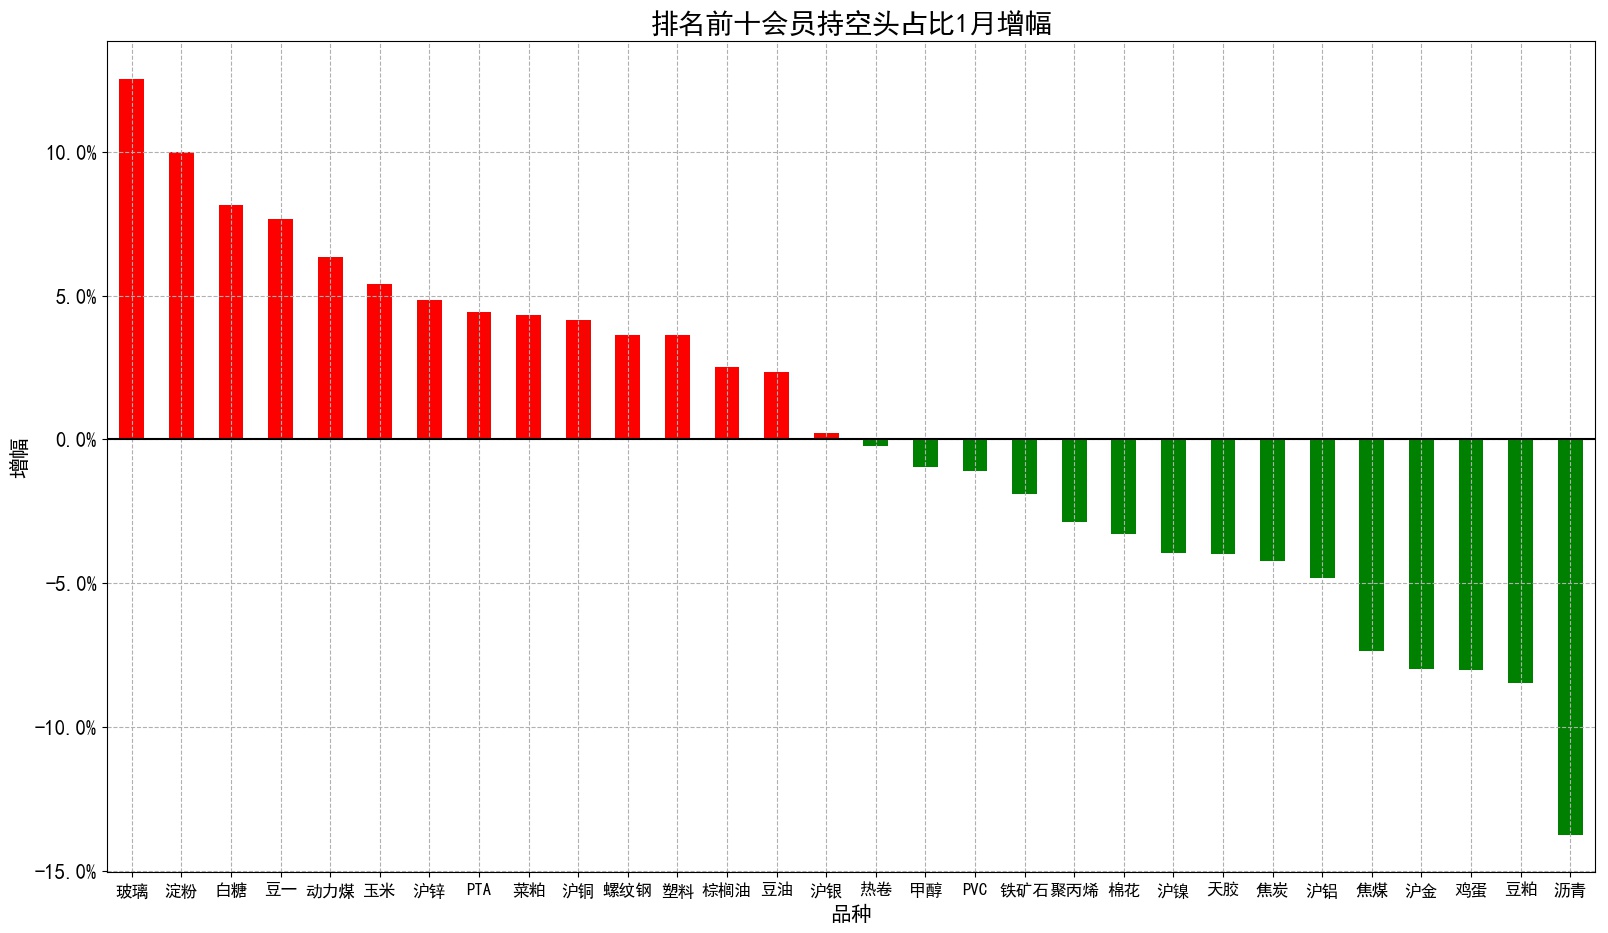 排名前十会员持空头占比1月增幅
10.0%
5.0%
0.0%
-5.0%
-10.0%
-15.0%
增幅
玻璃 淀粉 白糖 豆一 动力煤 玉米 沪锌 PTA 菜粕 沪铜 螺纹钢 塑料 棕榈油 豆油 沪银 热卷 甲醇 PVC 铁矿石 聚丙烯 棉花 沪镍 天胶 焦炭 沪铝 焦煤 沪金 鸡蛋 豆粕 沥青
品种